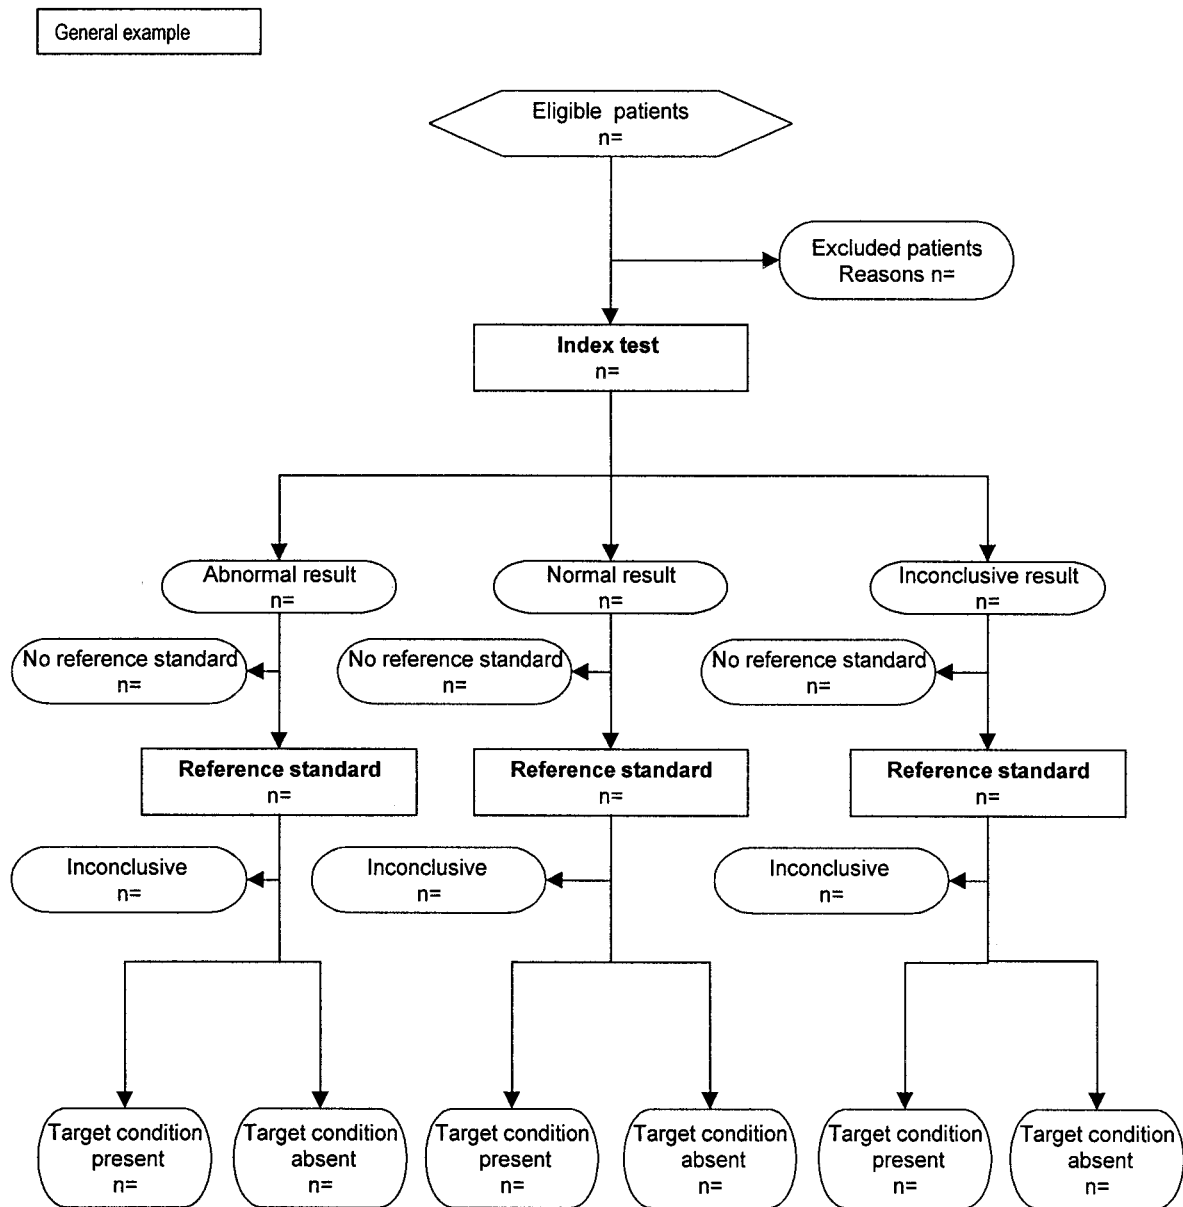 General example
Eligible patients
n=
Excluded patients
Reasons n=
Index test
n=
Abnormal result
n=
Normal result
n=
Inconclusive result
n=
No reference standard
n=
No reference standard
n=
No reference standard
n=
Reference standard
n=
Reference standard
n=
Reference standard
n=
Inconclusive
n=
Inconclusive
n=
Inconclusive
n=
Target condition
present
n=
Target condition
absent
n=
Target condition
present
n=
Target condition
absent
n=
Target condition
present
n=
Target condition
absent
n=